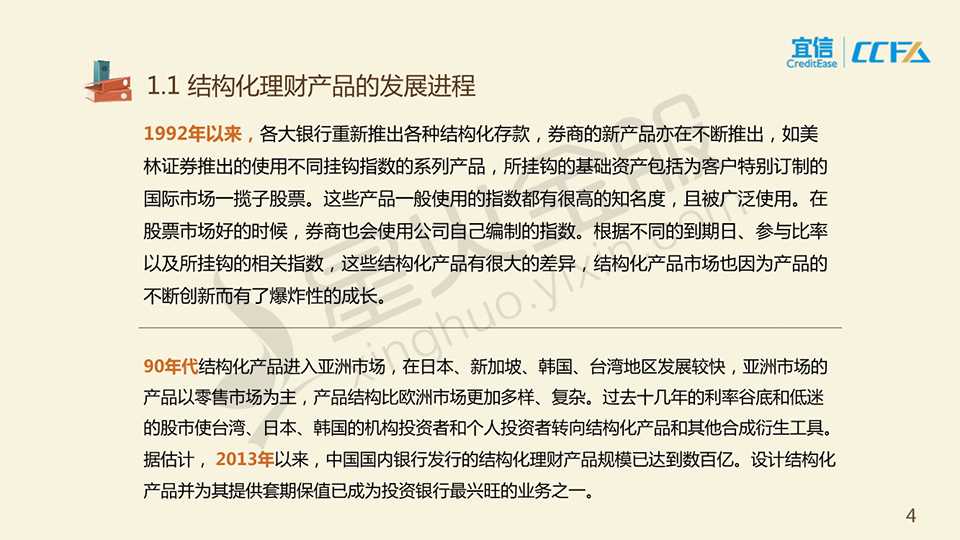 宜信
CreditEase
CCFA
1.1 结构化理财产品的发展进程
1992年以来，各大银行重新推出各种结构化存款，券商的新产品亦在不断推出，如美
林证券推出的使用不同挂钩指数的系列产品，所挂钩的基础资产包括为客户特别订制的
国际市场一揽子股票。这些产品一般使用的指数都有很高的知名度，且被广泛使用。在
股票市场好的时候，券商也会使用公司自己编制的指数。根据不同的到期日、参与比率
以及所挂钩的相关指数，这些结构化产品有很大的差异，结构化产品市场也因为产品的
不断创新而有了爆炸性的成长。
90年代结构化产品进入亚洲市场，在日本、新加坡、韩国、台湾地区发展较快，亚洲市场的
产品以零售市场为主，产品结构比欧洲市场更加多样、复杂。过去十几年的利率谷底和低迷
的股市使台湾、日本、韩国的机构投资者和个人投资者转向结构化产品和其他合成衍生工具。
据估计， 2013年以来，中国国内银行发行的结构化理财产品规模已达到数百亿。设计结构化
产品并为其提供套期保值已成为投资银行最兴旺的业务之一。
星火金服
xinghuo.yixin.com
4